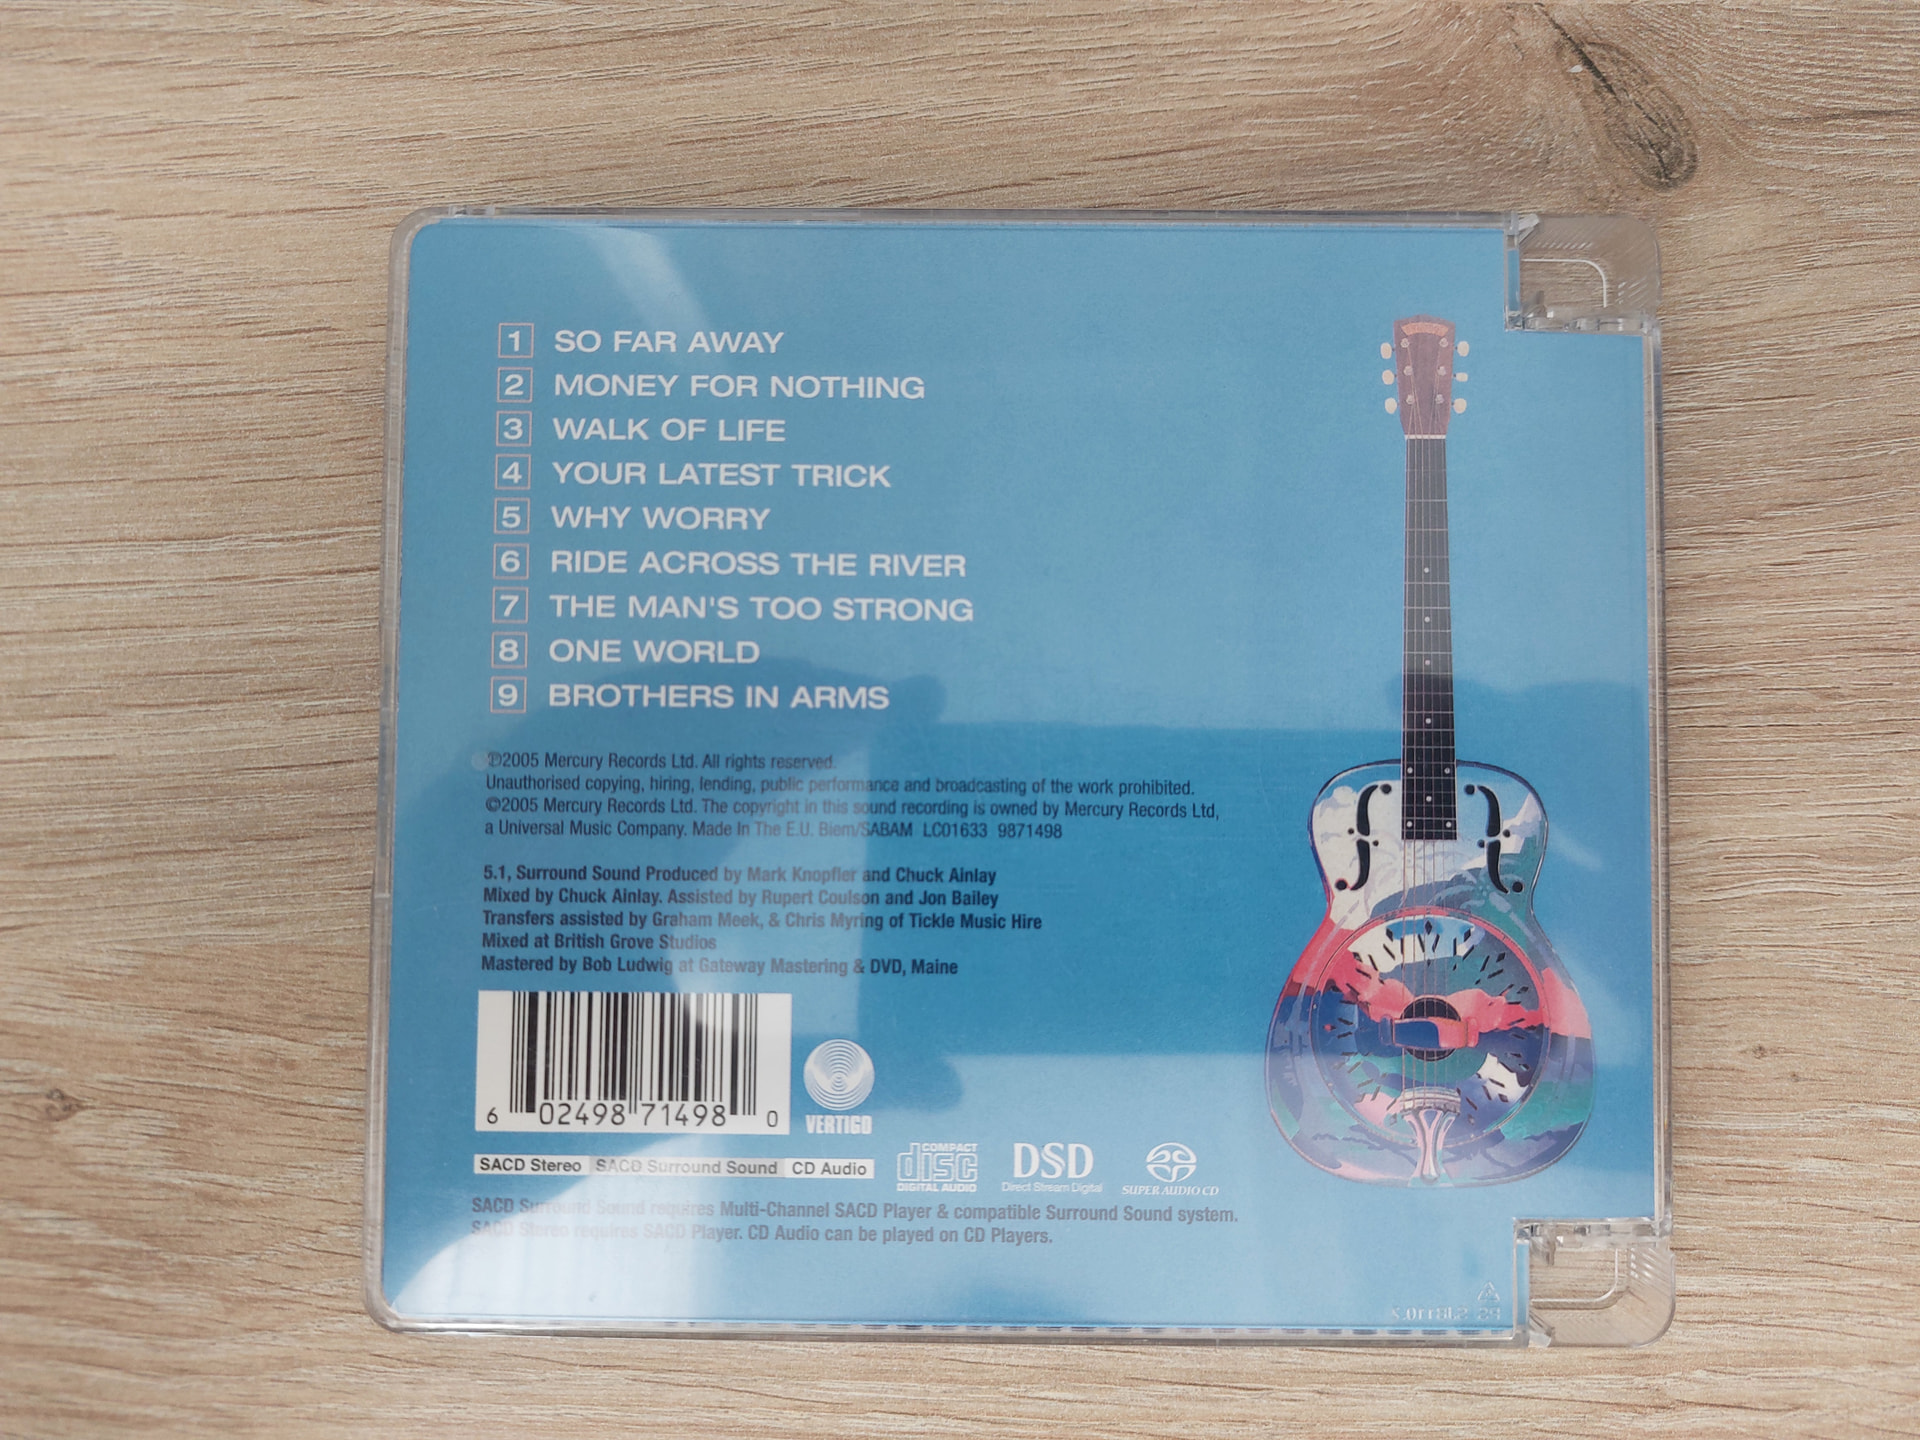 1 SO FAR AWAY
2 MONEY FOR NOTHING
3 WALK OF LIFE
4 YOUR LATEST TRICK
5 WHY WORRY
6 RIDE ACROSS THE RIVER
7 THE MAN'S TOO STRONG
8 ONE WORLD
9 BROTHERS IN ARMS
℗2005 Mercury Records Ltd. All rights reserved.
Unauthorised copying, hiring, lending, public performance and broadcasting of the work prohibited.
©2005 Mercury Records Ltd. The copyright in this sound recording is owned by Mercury Records Ltd,
a Universal Music Company. Made In The E.U. Biem/SABAM LC01633 9871498
5.1, Surround Sound Produced by Mark Knopfler and Chuck Ainlay
Mixed by Chuck Ainlay. Assisted by Rupert Coulson and Jon Bailey
Transfers assisted by Graham Meek, & Chris Myring of Tickle Music Hire
Mixed at British Grove Studios
Mastered by Bob Ludwig at Gateway Mastering & DVD, Maine
6 02498 71498 0
VERTIGO
SACD Stereo SACD Surround Sound CD Audio
COMPACT disc DIGITAL AUDIO
DSD Direct Stream Digital
SUPER AUDIO CD
SACD Surround Sound requires Multi-Channel SACD Player & compatible Surround Sound system.
SACD Stereo requires SACD Player. CD Audio can be played on CD Players.